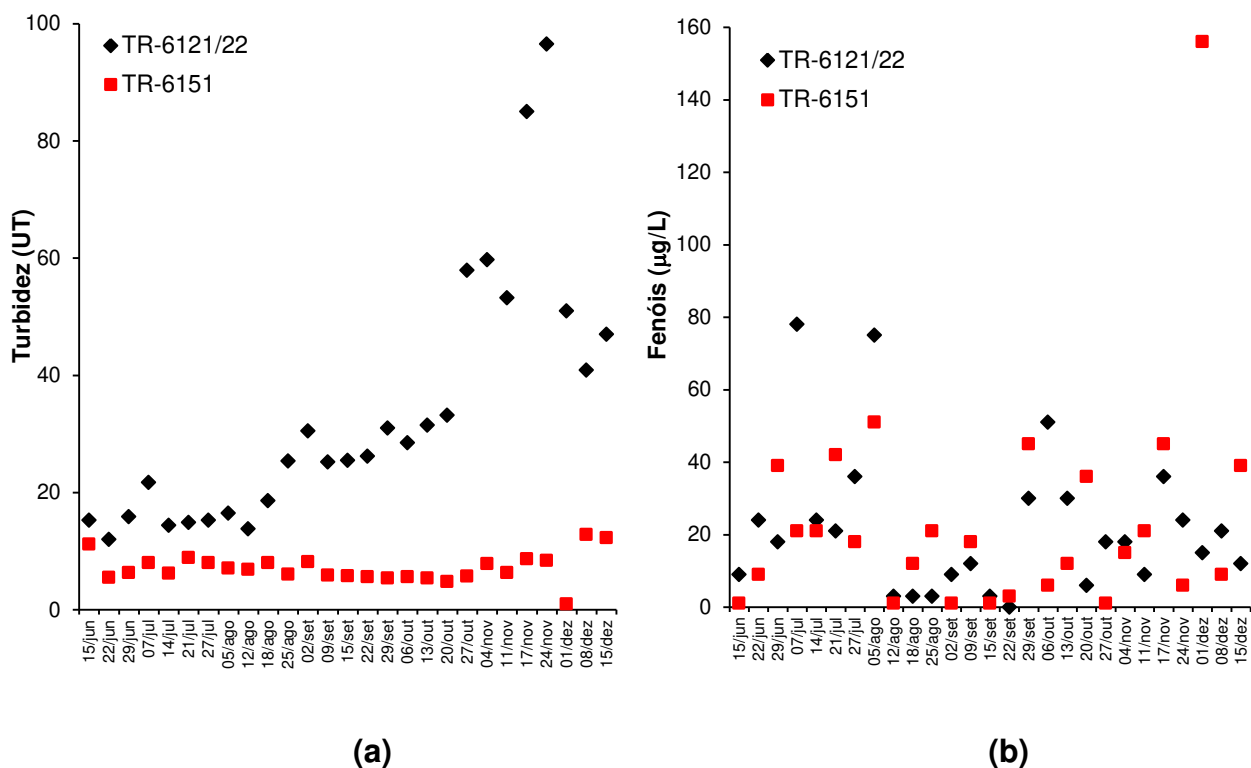 100
80
60
40
20
0
Turbidez (UT)
TR-6121/22
TR-6151
15/jun
22/jun
29/jun
07/jul
14/jul
21/jul
27/jul
05/ago
12/ago
18/ago
25/ago
02/set
09/set
15/set
22/set
29/set
06/out
13/out
20/out
27/out
04/nov
11/nov
17/nov
24/nov
01/dez
08/dez
15/dez
(a)
160
140
120
100
80
60
40
20
0
Fenóis (µg/L)
TR-6121/22
TR-6151
15/jun
22/jun
29/jun
07/jul
14/jul
21/jul
27/jul
05/ago
12/ago
18/ago
25/ago
02/set
09/set
15/set
22/set
29/set
06/out
13/out
20/out
27/out
04/nov
11/nov
17/nov
24/nov
01/dez
08/dez
15/dez
(b)